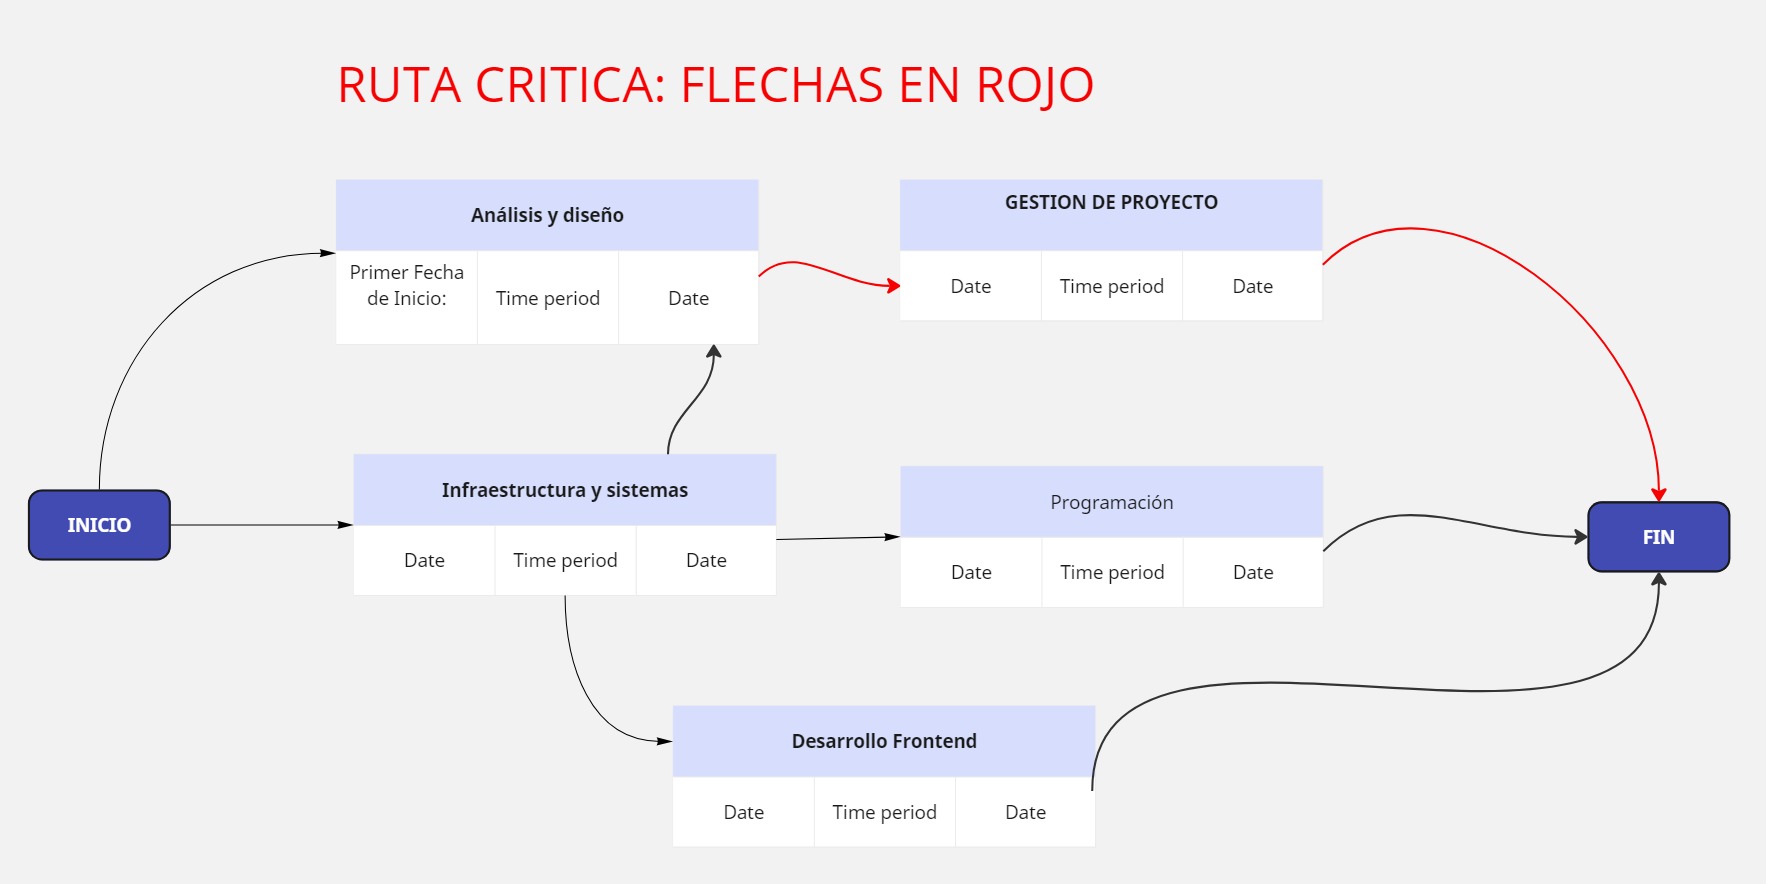 RUTA CRITICA: FLECHAS EN ROJO
Análisis y diseño
Primer Fecha
de Inicio:
Time period
Date
GESTION DE PROYECTO
Date
Time period
Date
INICIO
Infraestructura y sistemas
Date
Time period
Date
Programación
Date
Time period
Date
FIN
Desarrollo Frontend
Date
Time period
Date